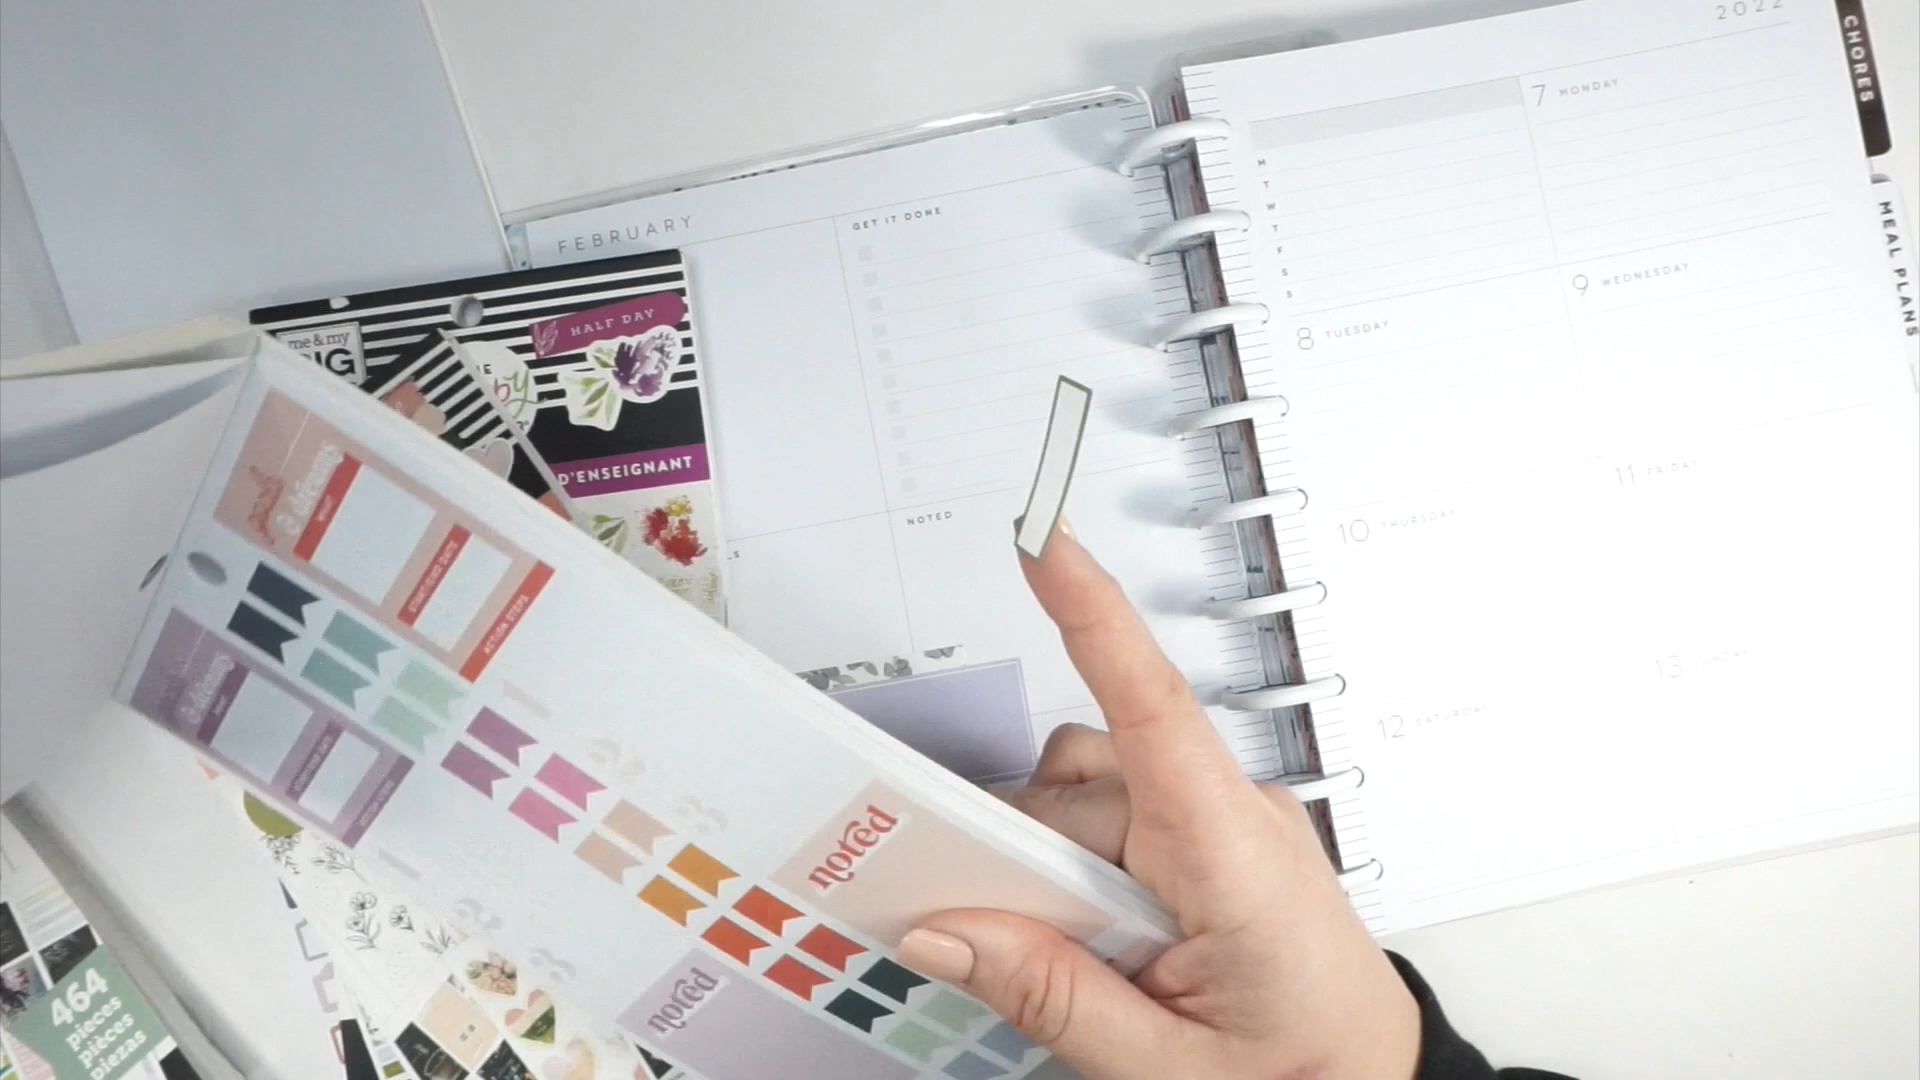 2022
CHORES
MEAL PLANS
7 MONDAY
M
T
W
T
F
S
S
9 WEDNESDAY
8 TUESDAY
11 FRIDAY
10 THURSDAY
13 SUNDAY
12 SATURDAY
FEBRUARY
GET IT DONE
NOTED
me & my
BIG
HALF DAY
D'ENSEIGNANT
ACTION STEPS
noted
noted
464
pieces
pièces
piezas